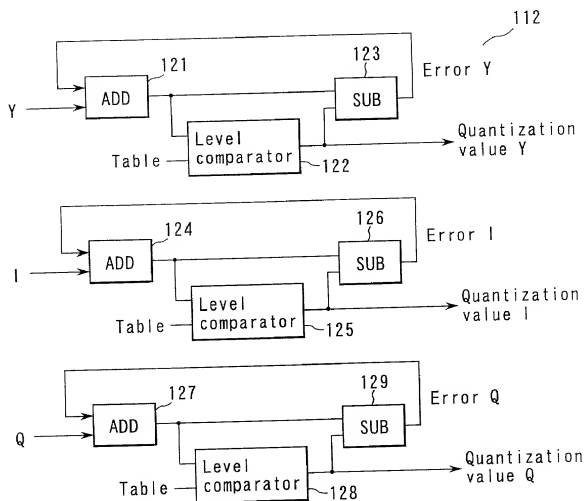 112
121
123
Error Y
ADD
SUB
Y
Level
comparator
Quantization
value Y
Table
122
124
126
Error I
ADD
SUB
I
Level
comparator
Quantization
value I
Table
125
127
129
Error Q
ADD
SUB
Q
Level
comparator
Quantization
value Q
Table
128